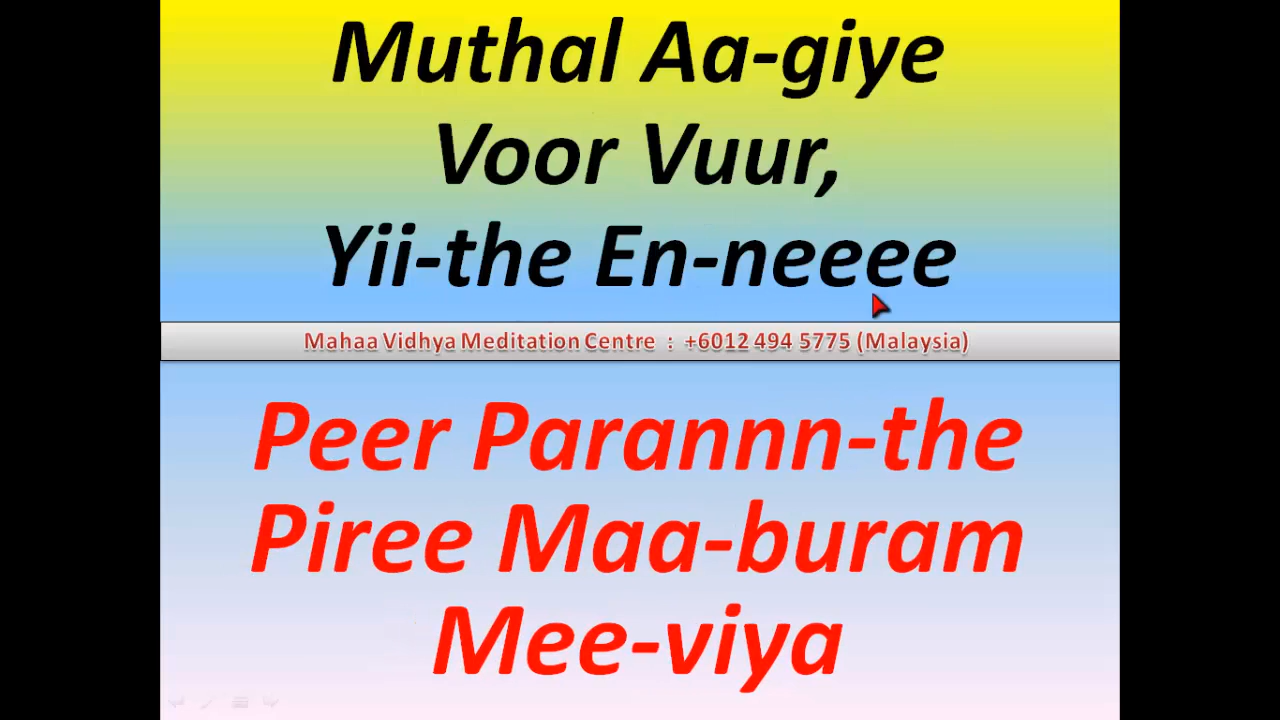 Muthal Aa-giye
Voor Vuur,
Yii-the En-neeee
Mahaa Vidhya Meditation Centre : +6012 494 5775 (Malaysia)
Peer Parannn-the
Piree Maa-buram
Mee-viya